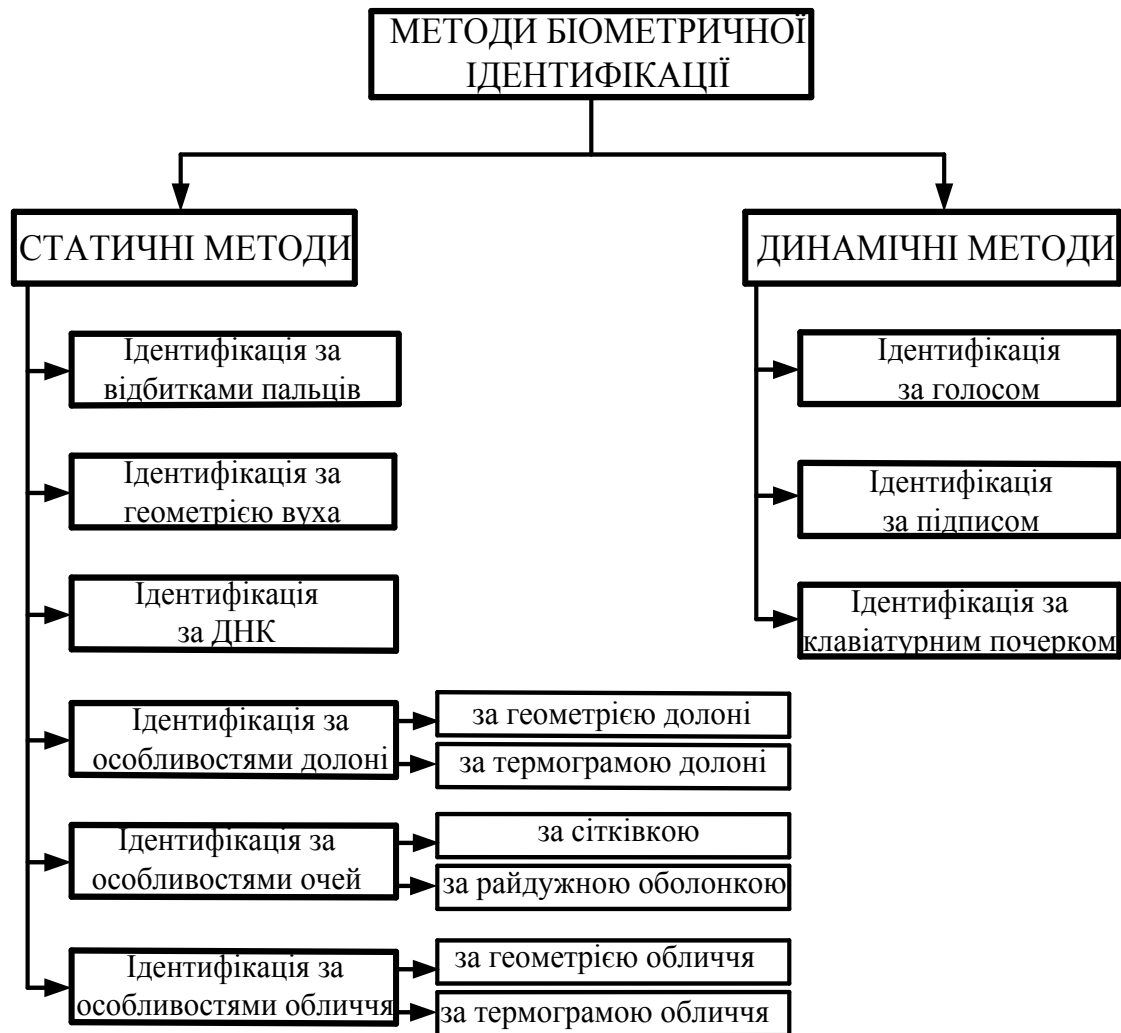 МЕТОДИ БІОМЕТРИЧНОЇ
ІДЕНТИФІКАЦІЇ
СТАТИЧНІ МЕТОДИ
Ідентифікація за
відбитками пальців
Ідентифікація за
геометрією вуха
Ідентифікація
за ДНК
Ідентифікація за
особливостями долоні
за геометрією долоні
за термограмою долоні
Ідентифікація за
особливостями очей
за сітківкою
за райдужною оболонкою
Ідентифікація за
особливостями обличчя
за геометрією обличчя
за термограмою обличчя
ДИНАМІЧНІ МЕТОДИ
Ідентифікація
за голосом
Ідентифікація
за підписом
Ідентифікація за
клавіатурним почерком